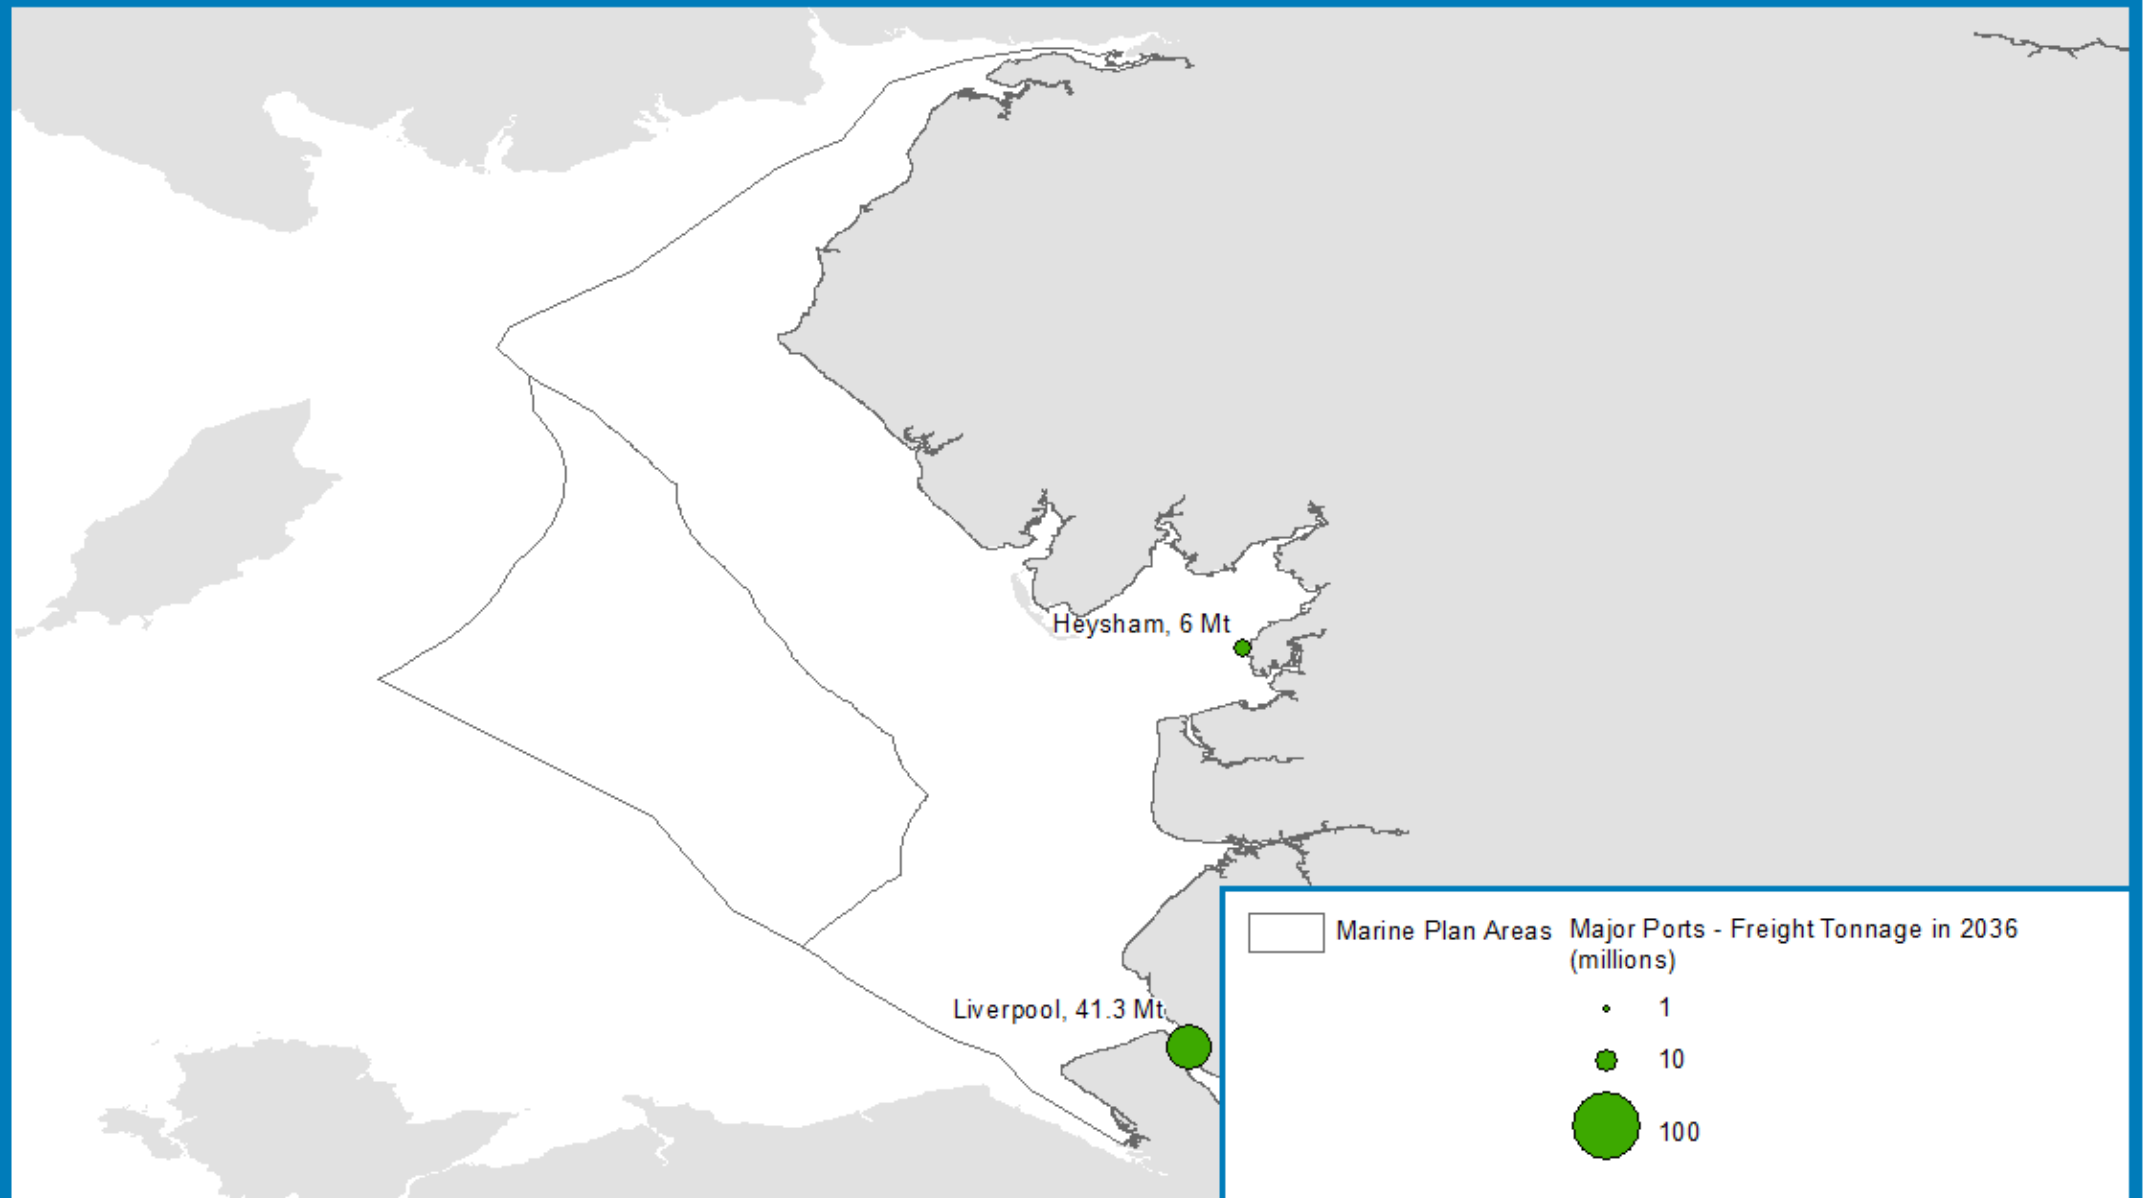 Heysham, 6 Mt
Liverpool, 41.3 Mt
Marine Plan Areas
Major Ports - Freight Tonnage in 2036
(millions)
1
10
100